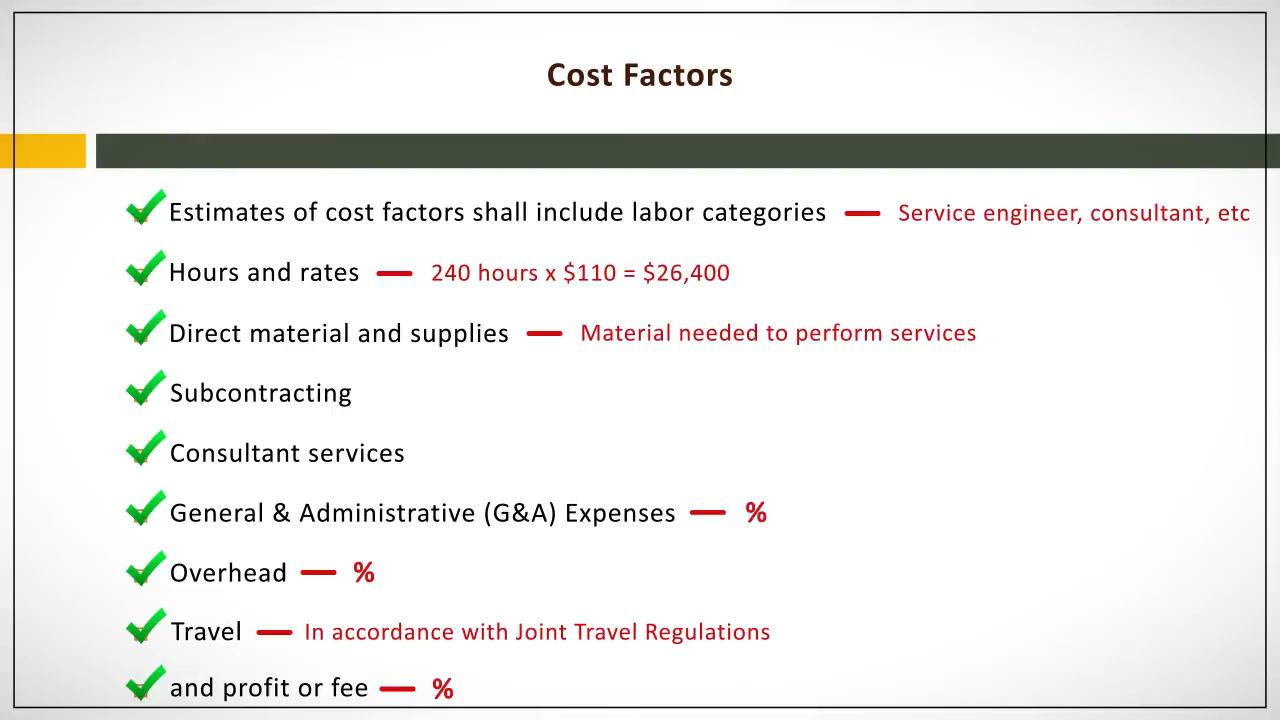 Cost Factors
Estimates of cost factors shall include labor categories — Service engineer, consultant, etc
Hours and rates — 240 hours x $110 = $26,400
Direct material and supplies — Material needed to perform services
Subcontracting
Consultant services
General & Administrative (G&A) Expenses — %
Overhead — %
Travel — In accordance with Joint Travel Regulations
and profit or fee — %